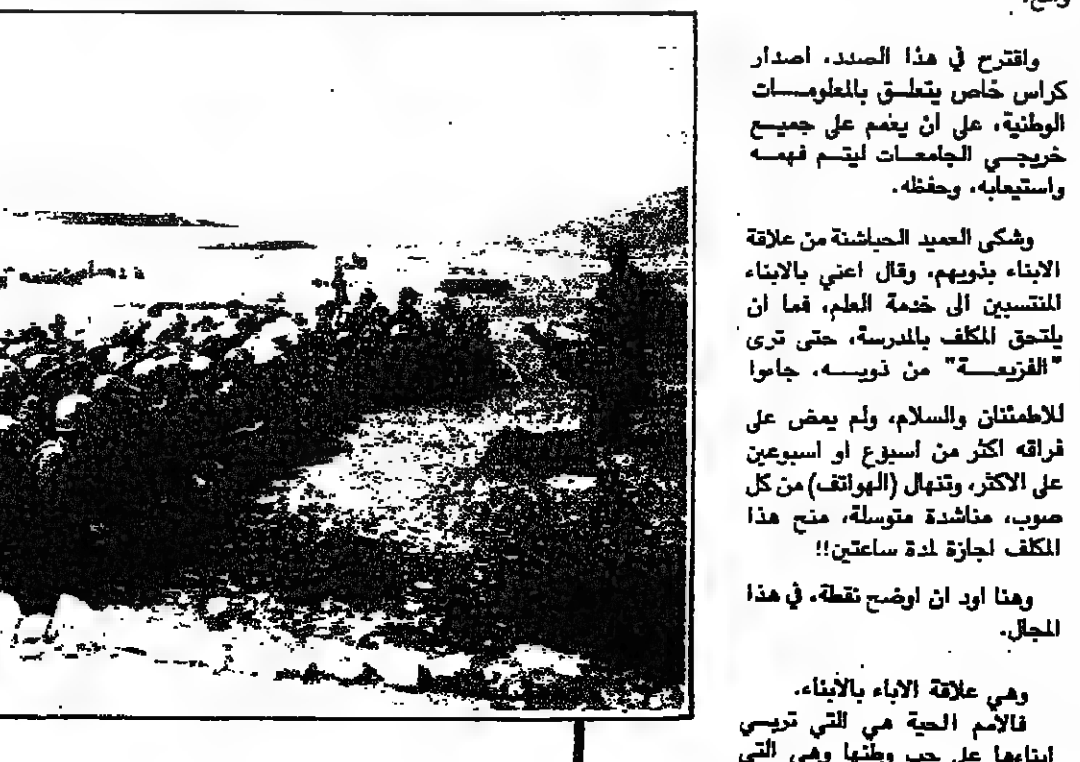 واقترح في هذا الصدد، اصدار
كراس خاص يتعلق بالمعلومات
الوطنية، على ان يعمم على جميع
خريجي الجامعات ليتم فهمه
واستيعابه، وحفظه.
وشكى العميد الحياشنة من علاقة
الابناء بذويهم، وقال اعني بالابناء
المنتسبين الى خدمة العلم، فما ان
يلتحق المكلف بالمدرسة، حتى ترى
"الفزيعة" من ذويه، جاءوا
للاطمئنان والسلام، ولم يمض على
فراقه اكثر من اسبوع او اسبوعين
على الاكثر، وتنهال (الهواتف) من كل
صوب، مناشدة متوسلة، منح هذا
المكلف اجازة لمدة ساعتين!!
وهنا اود ان اوضح نقطة، في هذا
المجال.
وهي علاقة الاباء بالابناء.
فالامم الحية هي التي تربي
ابناءها على حب وطنها وهي التي